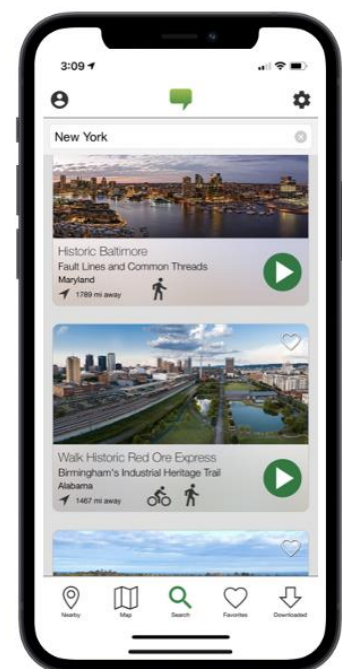 3:09
New York
Historic Baltimore
Fault Lines and Common Threads
Maryland
1789 mi away
Walk Historic Red Ore Express
Birmingham's Industrial Heritage Trail
Alabama
1467 mi away
Nearby
Map
Search
Favorites
Downloaded